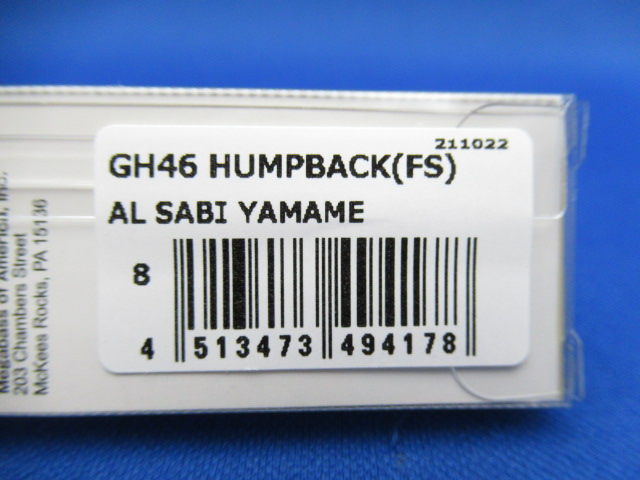 211022
GH46 HUMPBACK(FS)
AL SABI YAMAME
8
4 513473 494178
Megabass of America, Inc.
203 Chambers Street
McKees Rocks, PA 15136